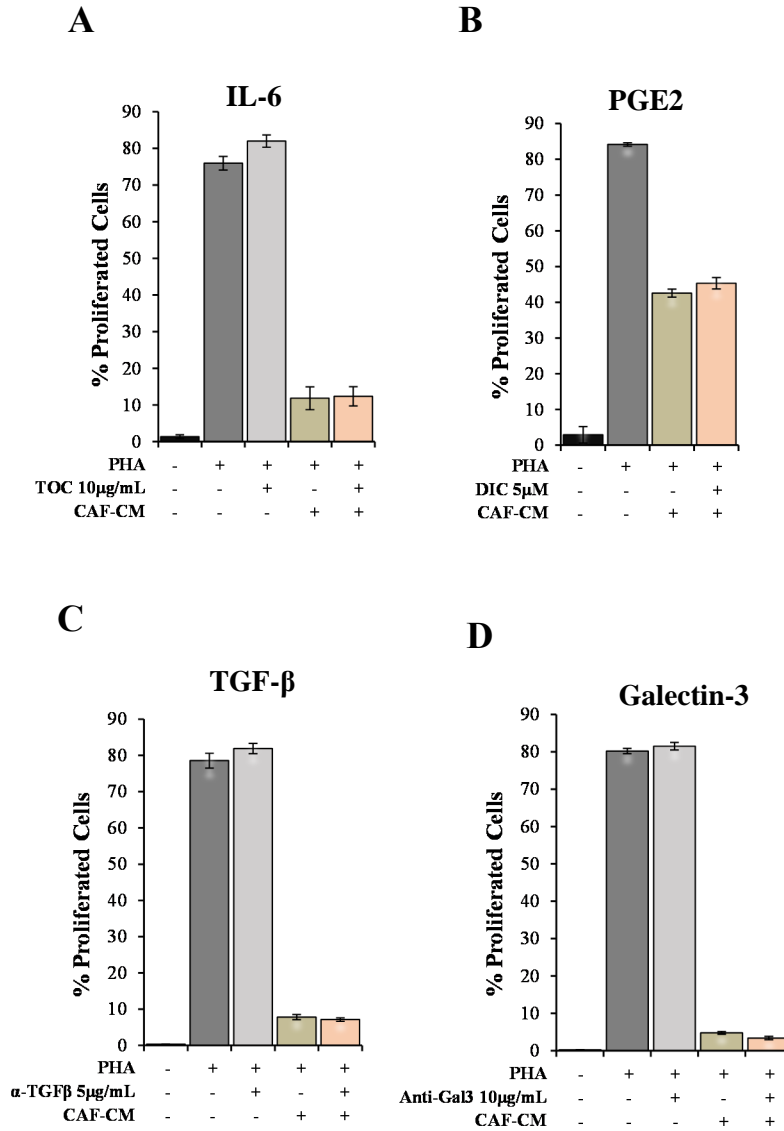 A
IL-6
% Proliferated Cells
90
80
70
60
50
40
30
20
10
0
PHA - + + + +
TOC 10µg/mL - - + - +
CAF-CM - - - + +
B
PGE2
% Proliferated Cells
90
80
70
60
50
40
30
20
10
0
PHA - + + +
DIC 5µM - - - +
CAF-CM - - + +
C
TGF-β
% Proliferated Cells
90
80
70
60
50
40
30
20
10
0
PHA - + + + +
α-TGFβ 5µg/mL - - + - +
CAF-CM - - - + +
D
Galectin-3
% Proliferated Cells
90
80
70
60
50
40
30
20
10
0
PHA - + + + +
Anti-Gal3 10µg/mL - - + - +
CAF-CM - - - + +